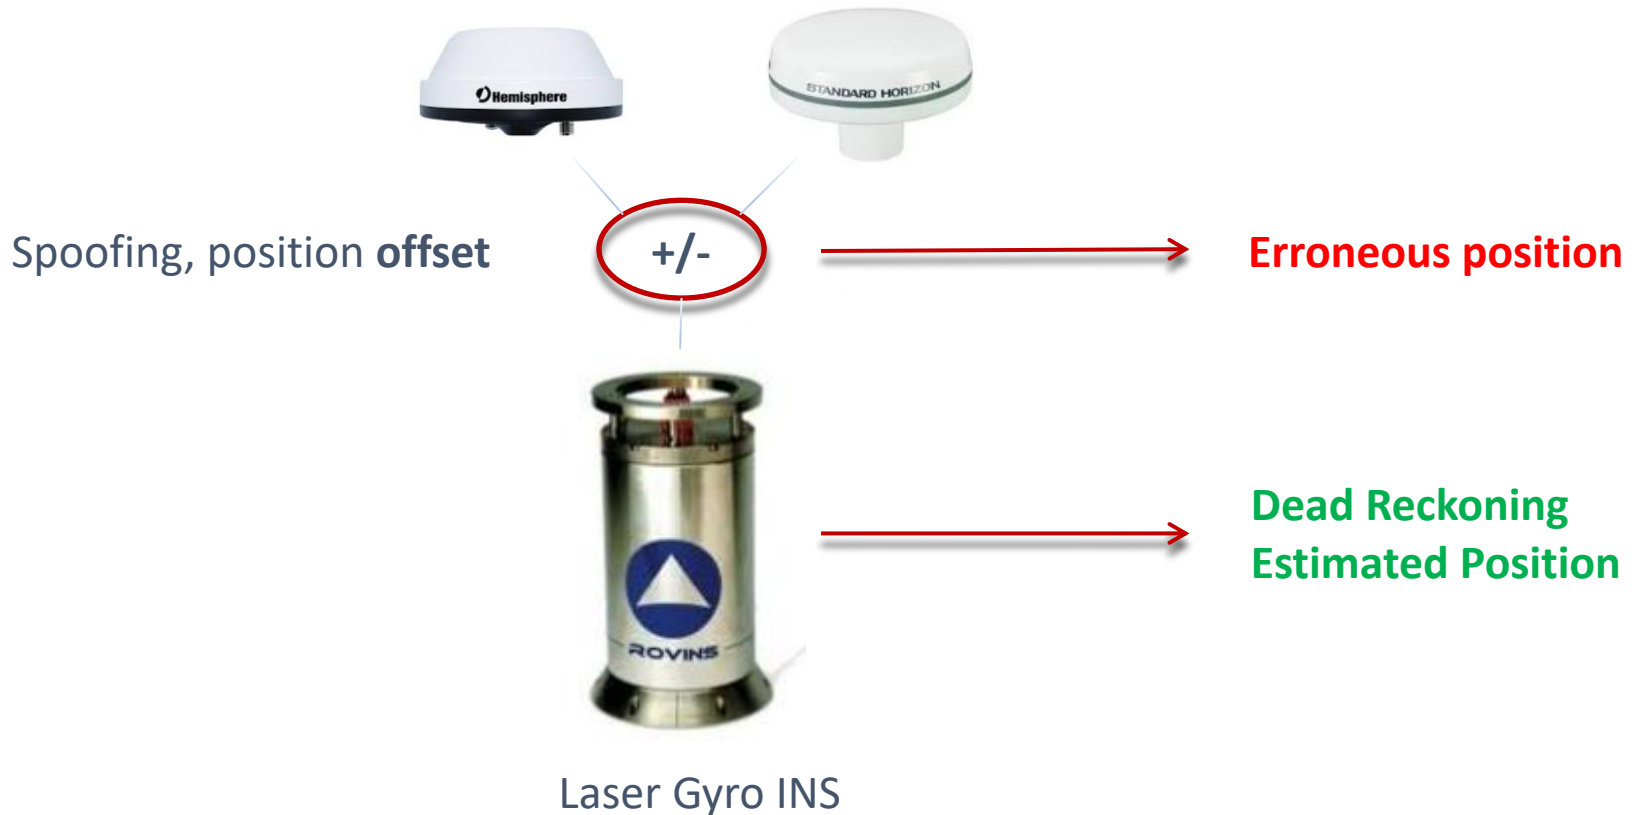 Hemisphere
STANDARD HORIZON
Spoofing, position offset
+/-
Erroneous position
Dead Reckoning
Estimated Position
ROVINS
Laser Gyro INS